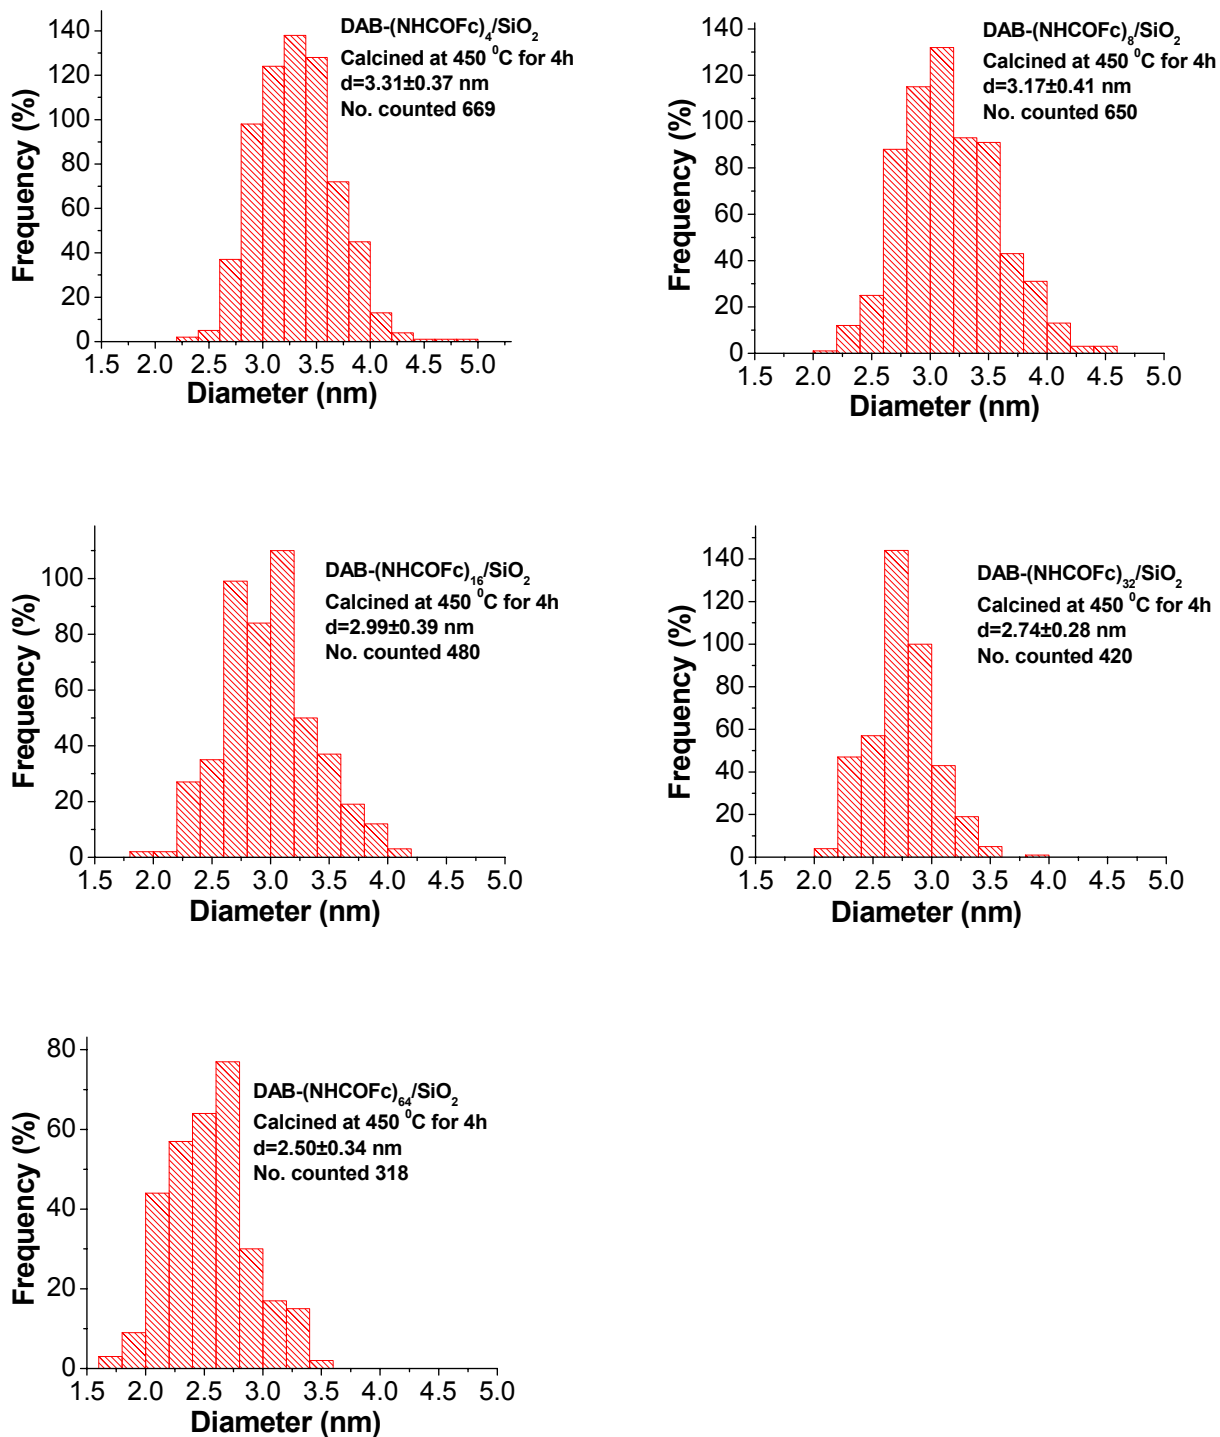 140
120
100
80
60
40
20
0
Frequency (%)
DAB-(NHCOFc)4/SiO2
Calcined at 450 0C for 4h
d=3.31±0.37 nm
No. counted 669
1.5 2.0 2.5 3.0 3.5 4.0 4.5 5.0
Diameter (nm)
140
120
100
80
60
40
20
0
Frequency (%)
DAB-(NHCOFc)8/SiO2
Calcined at 450 0C for 4h
d=3.17±0.41 nm
No. counted 650
1.5 2.0 2.5 3.0 3.5 4.0 4.5 5.0
Diameter (nm)
100
80
60
40
20
0
Frequency (%)
DAB-(NHCOFc)16/SiO2
Calcined at 450 0C for 4h
d=2.99±0.39 nm
No. counted 480
1.5 2.0 2.5 3.0 3.5 4.0 4.5 5.0
Diameter (nm)
140
120
100
80
60
40
20
0
Frequency (%)
DAB-(NHCOFc)32/SiO2
Calcined at 450 0C for 4h
d=2.74±0.28 nm
No. counted 420
1.5 2.0 2.5 3.0 3.5 4.0 4.5 5.0
Diameter (nm)
80
60
40
20
0
Frequency (%)
DAB-(NHCOFc)64/SiO2
Calcined at 450 0C for 4h
d=2.50±0.34 nm
No. counted 318
1.5 2.0 2.5 3.0 3.5 4.0 4.5 5.0
Diameter (nm)